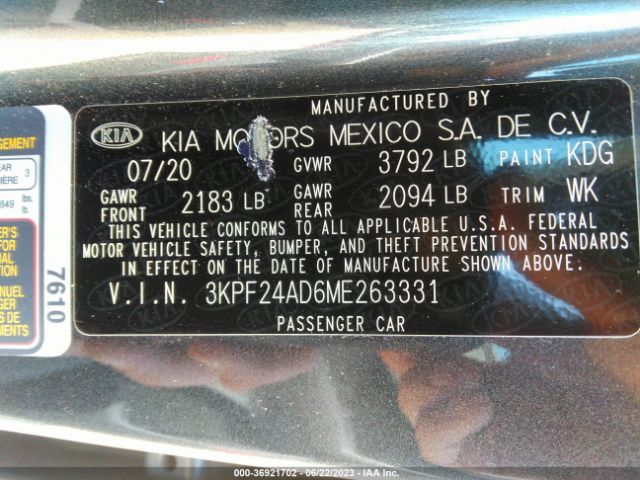 MANUFACTURED BY
KIA KIA MOTORS MEXICO S.A. DE C.V.
07/20 GVWR 3792 LB PAINT KDG
GAWR FRONT 2183 LB GAWR REAR 2094 LB TRIM WK
THIS VEHICLE CONFORMS TO ALL APPLICABLE U.S.A. FEDERAL
MOTOR VEHICLE SAFETY, BUMPER, AND THEFT PREVENTION STANDARDS
IN EFFECT ON THE DATE OF MANUFACTURE SHOWN ABOVE.
V.I.N. 3KPF24AD6ME263331
PASSENGER CAR
3
lbs.
lb.
7610
000-36921702 - 06/22/2023 - IAA Inc.